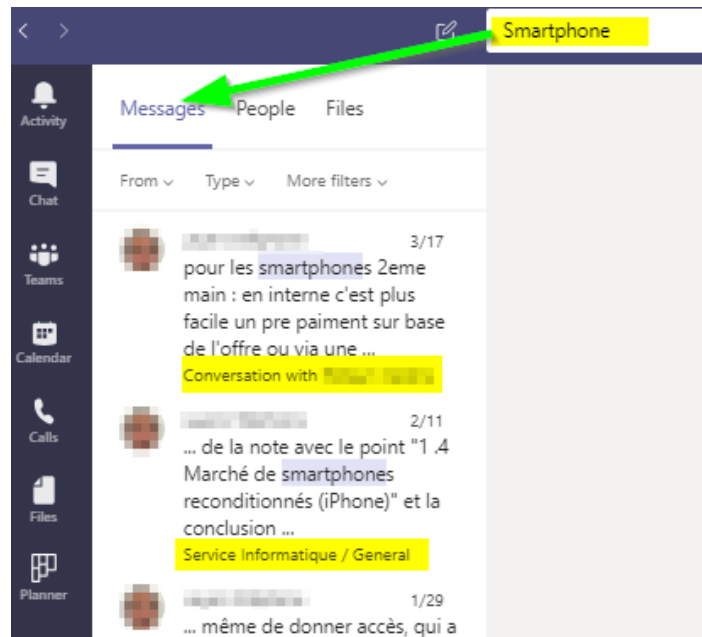 Smartphone
Activity
Chat
Teams
Calendar
Calls
Files
Planner
Messages People Files
From Type More filters
3/17
pour les smartphones 2eme
main : en interne c'est plus
facile un pre paiment sur base
de l'offre ou via une ...
Conversation with
2/11
... de la note avec le point "1 .4
Marché de smartphones
reconditionnés (iPhone)" et la
conclusion ...
Service Informatique / General
1/29
... même de donner accès, qui a